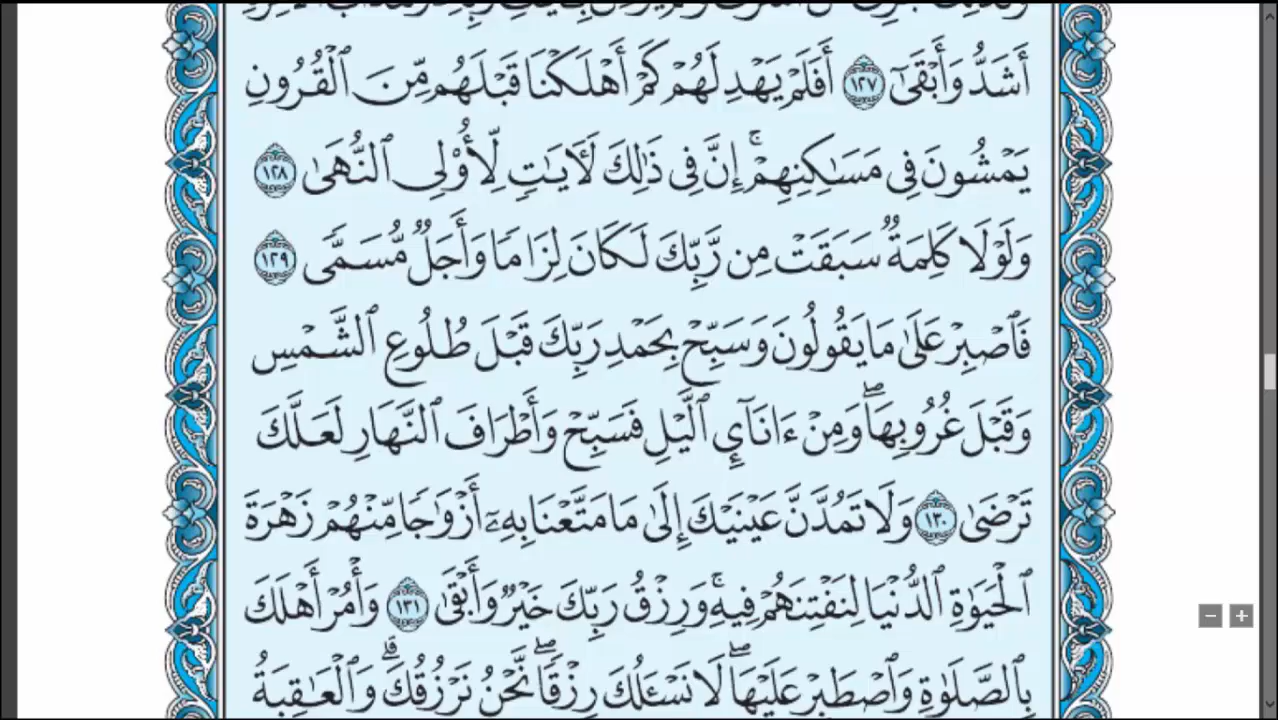 أَشَدُّ وَأَبْقَىٰٓ ١٢٧ أَفَلَمْ يَهْدِ لَهُمْ كَمْ أَهْلَكْنَا قَبْلَهُم مِّنَ ٱلْقُرُونِ
يَمْشُونَ فِى مَسَـٰكِنِهِمْ ۚ إِنَّ فِى ذَٰلِكَ لَـَٔايَـٰتٍ لِّأُو۟لِى ٱلنُّهَىٰ ١٢٨
وَلَوْلَا كَلِمَةٌ سَبَقَتْ مِن رَّبِّكَ لَكَانَ لِزَامًا وَأَجَلٌ مُّسَمًّى ١٢٩
فَٱصْبِرْ عَلَىٰ مَا يَقُولُونَ وَسَبِّحْ بِحَمْدِ رَبِّكَ قَبْلَ طُلُوعِ ٱلشَّمْسِ
وَقَبْلَ غُرُوبِهَا ۖ وَمِنْ ءَانَآئِ ٱلَّيْلِ فَسَبِّحْ وَأَطْرَافَ ٱلنَّهَارِ لَعَلَّكَ
تَرْضَىٰ ١٣٠ وَلَا تَمُدَّنَّ عَيْنَيْكَ إِلَىٰ مَا مَتَّعْنَا بِهِۦٓ أَزْوَٰجًا مِّنْهُمْ زَهْرَةَ
ٱلْحَيَوٰةِ ٱلدُّنْيَا لِنَفْتِنَهُمْ فِيهِ ۚ وَرِزْقُ رَبِّكَ خَيْرٌ وَأَبْقَىٰ ١٣١ وَأْمُرْ أَهْلَكَ
بِٱلصَّلَوٰةِ وَٱصْطَبِرْ عَلَيْهَا ۖ لَا نَسْـَٔلُكَ رِزْقًا ۖ نَّحْنُ نَرْزُقُكَ ۗ وَٱلْعَـٰقِبَةُ